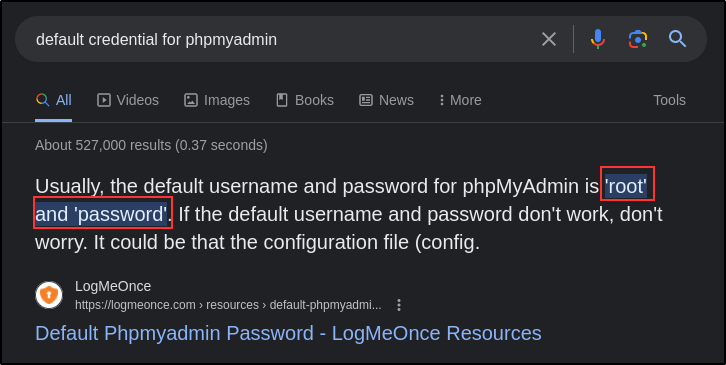 default credential for phpmyadmin
All Videos Images Books News More Tools
About 527,000 results (0.37 seconds)
Usually, the default username and password for phpMyAdmin is 'root'
and 'password'. If the default username and password don't work, don't
worry. It could be that the configuration file (config.
LogMeOnce
https://logmeonce.com › resources › default-phpmyadmi...
Default Phpmyadmin Password - LogMeOnce Resources